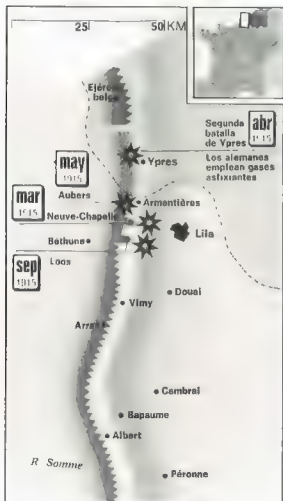 25 50 KM
Ejército
belga
Segunda
batalla
de Ypres
abr
1915
Ypres
Los alemanes
emplean gases
asfixiantes
may
1915
Aubers
Armentières
mar
1915
Neuve-Chapelle
Lila
Béthune
sep
1915
Loos
Douai
Vimy
Arras
Cambrai
Bapaume
Albert
R Somme
Péronne